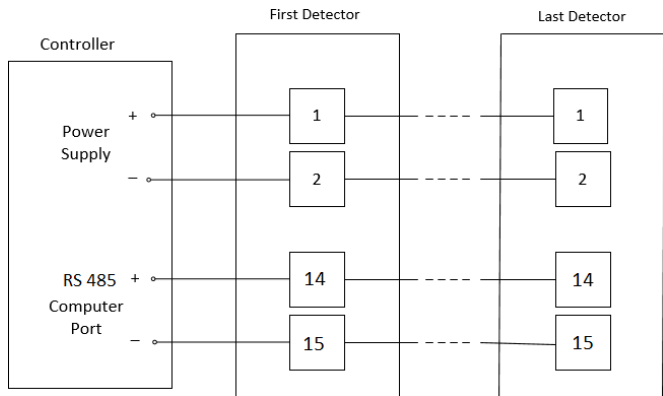 First Detector
Last Detector
Controller
+
1
1
Power
Supply
–
2
2
RS 485
+
14
14
Computer
Port
–
15
15